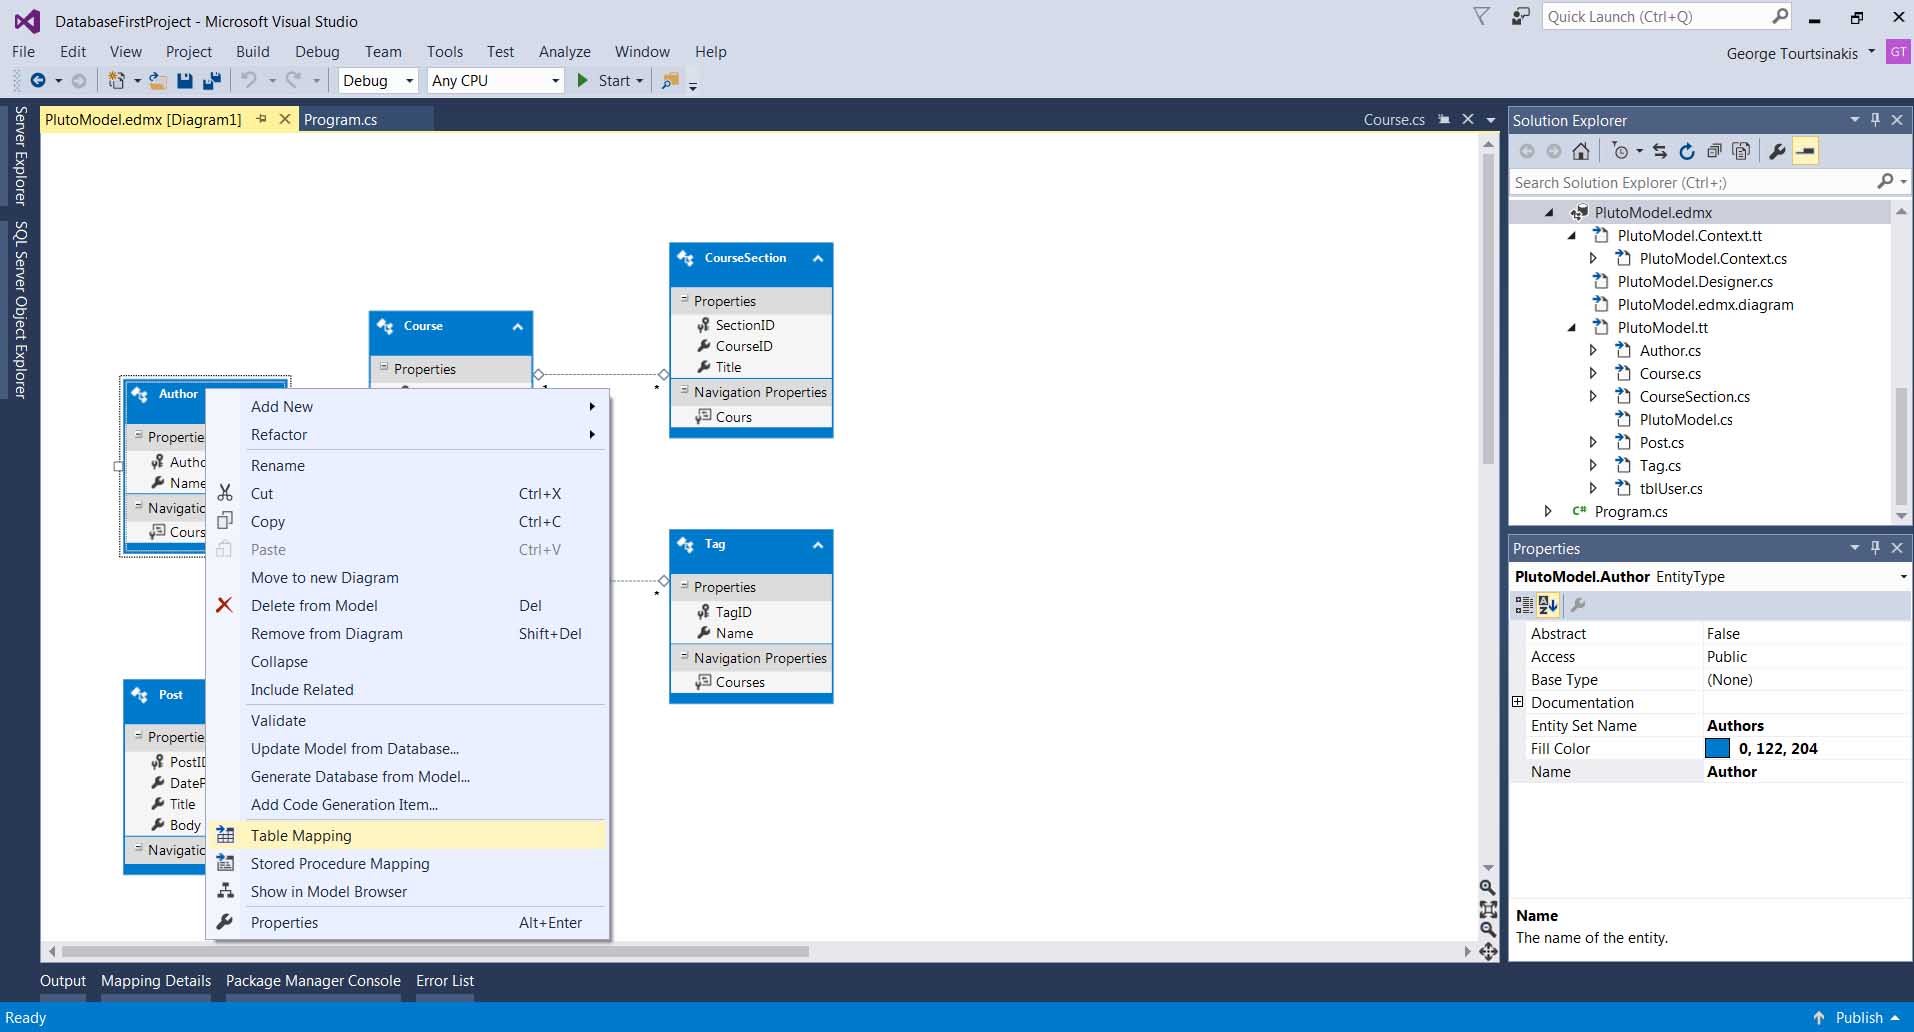 DatabaseFirstProject - Microsoft Visual Studio
Quick Launch (Ctrl+Q)
File Edit View Project Build Debug Team Tools Test Analyze Window Help
George Tourtsinakis
GT
Debug
Any CPU
Start
Server Explorer
SQL Server Object Explorer
PlutoModel.edmx [Diagram1]
Program.cs
Course.cs
CourseSection
Properties
SectionID
CourseID
Title
Navigation Properties
Cours
Course
Properties
*
Author
Propertie
Autho
Name
Navigatio
Cours
Add New
Refactor
Rename
Cut Ctrl+X
Copy Ctrl+C
Paste Ctrl+V
Move to new Diagram
Delete from Model Del
Remove from Diagram Shift+Del
Collapse
Include Related
Validate
Update Model from Database...
Generate Database from Model...
Add Code Generation Item...
Table Mapping
Stored Procedure Mapping
Show in Model Browser
Properties Alt+Enter
*
Tag
Properties
TagID
Name
Navigation Properties
Courses
Post
Propertie
PostI
DateP
Title
Body
Navigatio
Solution Explorer
Search Solution Explorer (Ctrl+;)
PlutoModel.edmx
PlutoModel.Context.tt
PlutoModel.Context.cs
PlutoModel.Designer.cs
PlutoModel.edmx.diagram
PlutoModel.tt
Author.cs
Course.cs
CourseSection.cs
PlutoModel.cs
Post.cs
Tag.cs
tblUser.cs
C# Program.cs
Properties
PlutoModel.Author EntityType
Abstract False
Access Public
Base Type (None)
Documentation
Entity Set Name Authors
Fill Color 0, 122, 204
Name Author
Name
The name of the entity.
Output Mapping Details Package Manager Console Error List
Ready
Publish